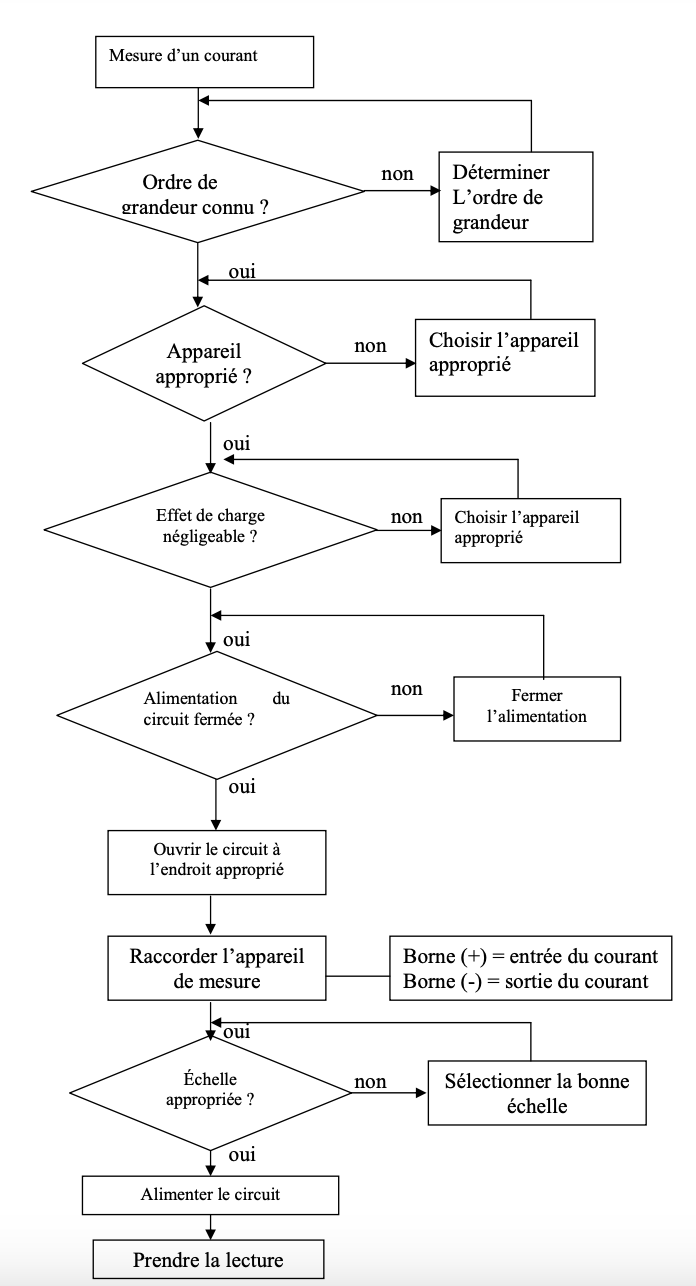 Mesure d'un courant
Ordre de
grandeur connu ?
non
Déterminer
L'ordre de
grandeur
oui
Appareil
approprié ?
non
Choisir l'appareil
approprié
oui
Effet de charge
négligeable ?
non
Choisir l'appareil
approprié
oui
Alimentation du
circuit fermée ?
non
Fermer
l'alimentation
oui
Ouvrir le circuit à
l'endroit approprié
Raccorder l'appareil
de mesure
Borne (+) = entrée du courant
Borne (-) = sortie du courant
oui
Échelle
appropriée ?
non
Sélectionner la bonne
échelle
oui
Alimenter le circuit
Prendre la lecture